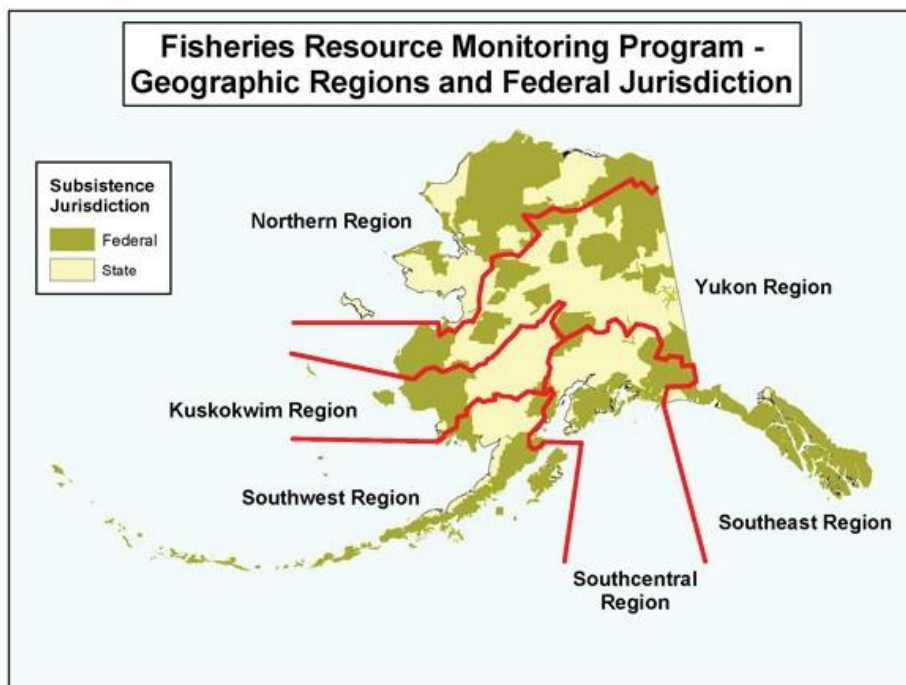 Fisheries Resource Monitoring Program -
Geographic Regions and Federal Jurisdiction
Subsistence
Jurisdiction
Federal
State
Northern Region
Yukon Region
Kuskokwim Region
Southwest Region
Southeast Region
Southcentral
Region